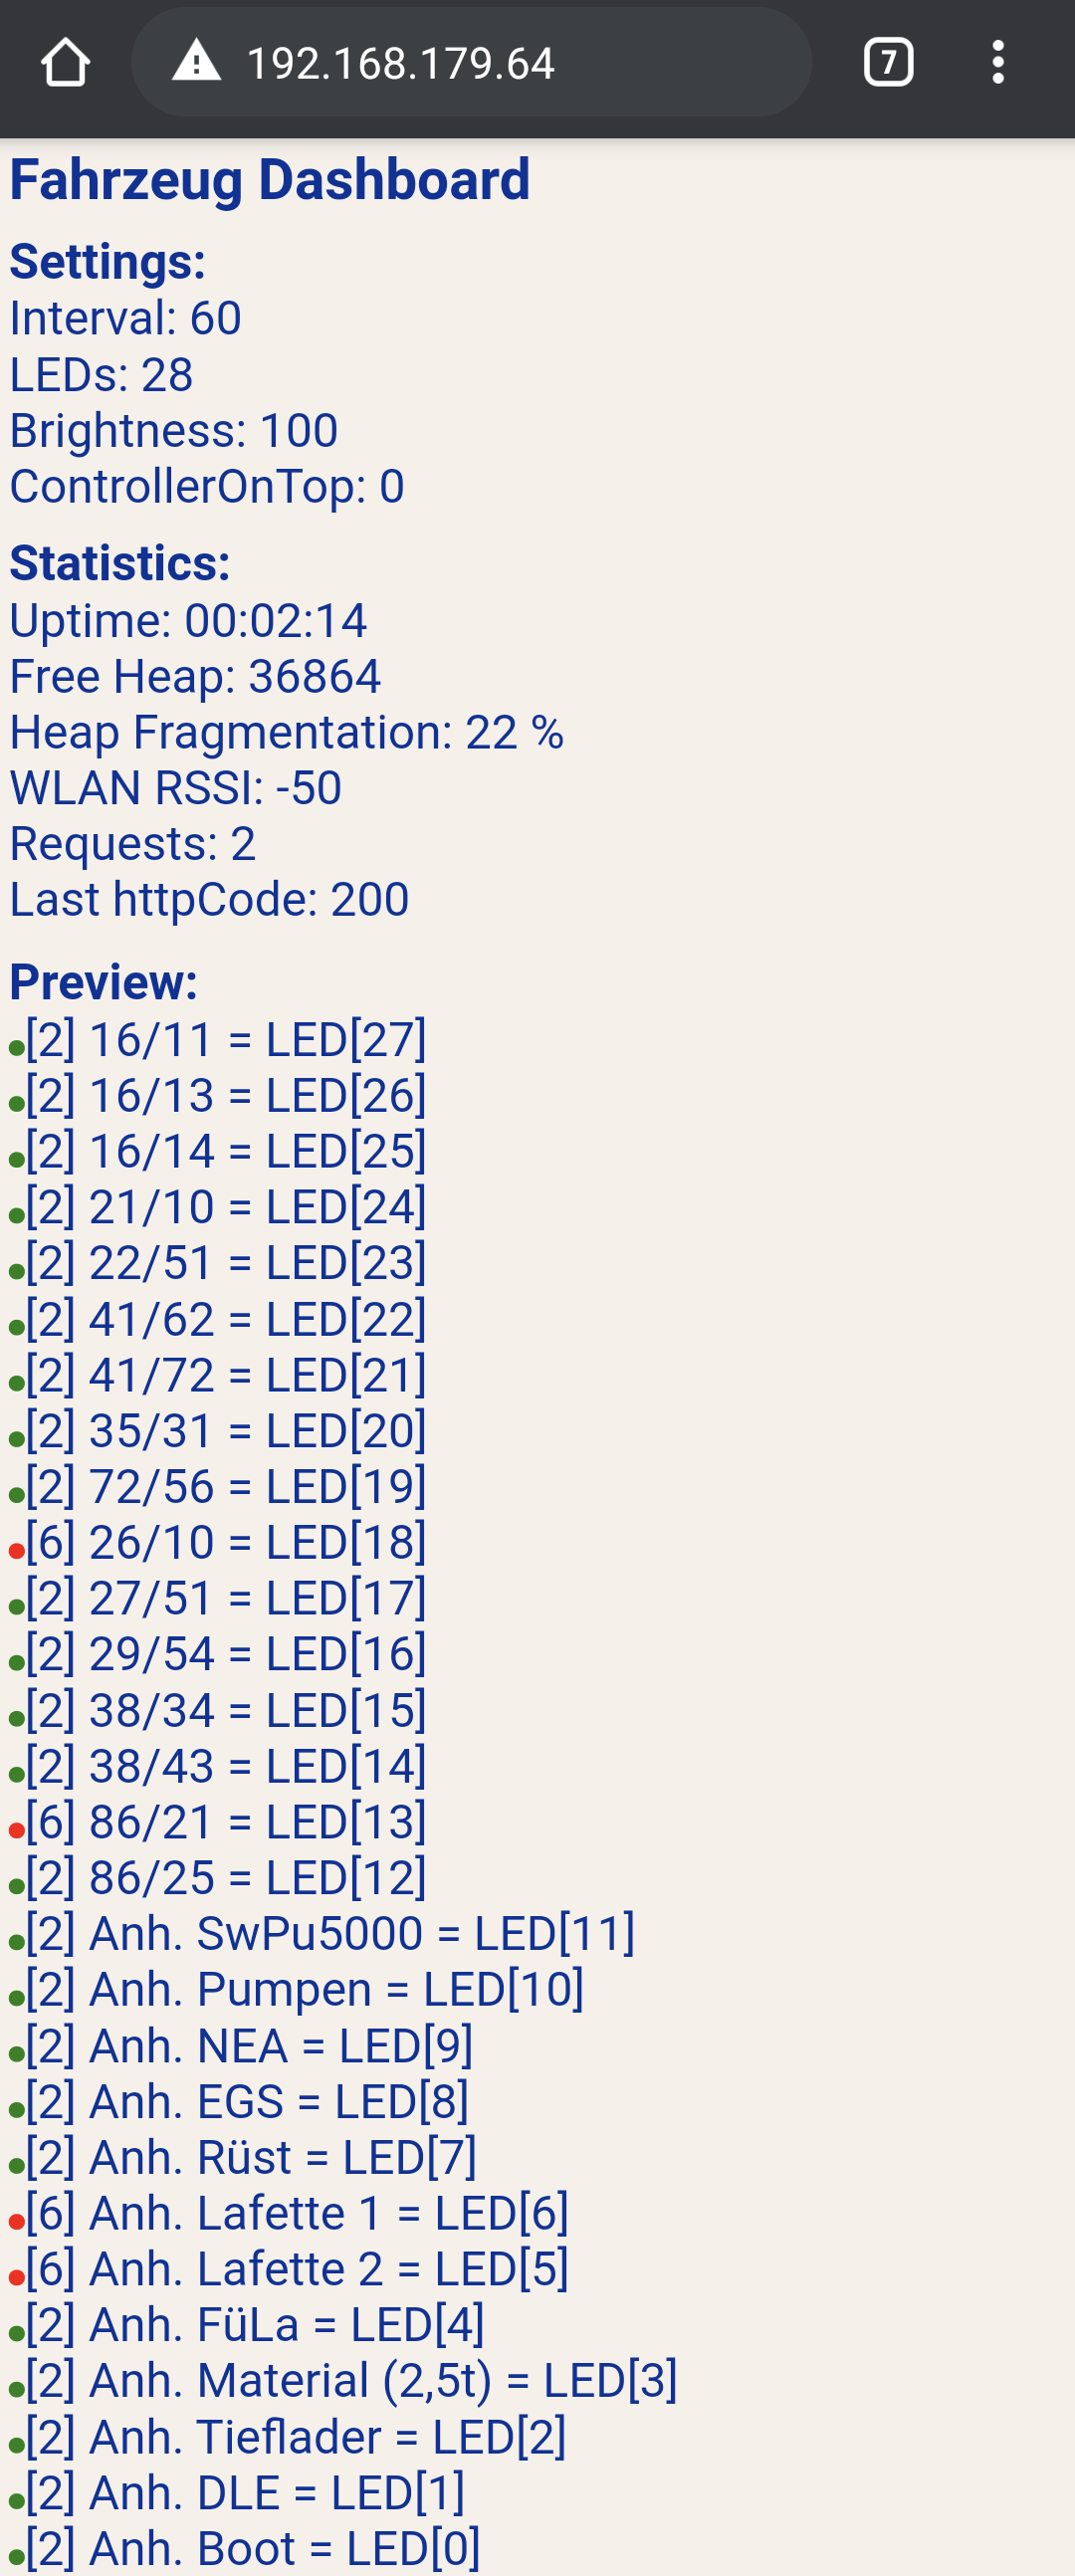 192.168.179.64
7
Fahrzeug Dashboard
Settings:
Interval: 60
LEDs: 28
Brightness: 100
ControllerOnTop: 0
Statistics:
Uptime: 00:02:14
Free Heap: 36864
Heap Fragmentation: 22 %
WLAN RSSI: -50
Requests: 2
Last httpCode: 200
Preview:
[2] 16/11 = LED[27]
[2] 16/13 = LED[26]
[2] 16/14 = LED[25]
[2] 21/10 = LED[24]
[2] 22/51 = LED[23]
[2] 41/62 = LED[22]
[2] 41/72 = LED[21]
[2] 35/31 = LED[20]
[2] 72/56 = LED[19]
[6] 26/10 = LED[18]
[2] 27/51 = LED[17]
[2] 29/54 = LED[16]
[2] 38/34 = LED[15]
[2] 38/43 = LED[14]
[6] 86/21 = LED[13]
[2] 86/25 = LED[12]
[2] Anh. SwPu5000 = LED[11]
[2] Anh. Pumpen = LED[10]
[2] Anh. NEA = LED[9]
[2] Anh. EGS = LED[8]
[2] Anh. Rüst = LED[7]
[6] Anh. Lafette 1 = LED[6]
[6] Anh. Lafette 2 = LED[5]
[2] Anh. FüLa = LED[4]
[2] Anh. Material (2,5t) = LED[3]
[2] Anh. Tieflader = LED[2]
[2] Anh. DLE = LED[1]
[2] Anh. Boot = LED[0]